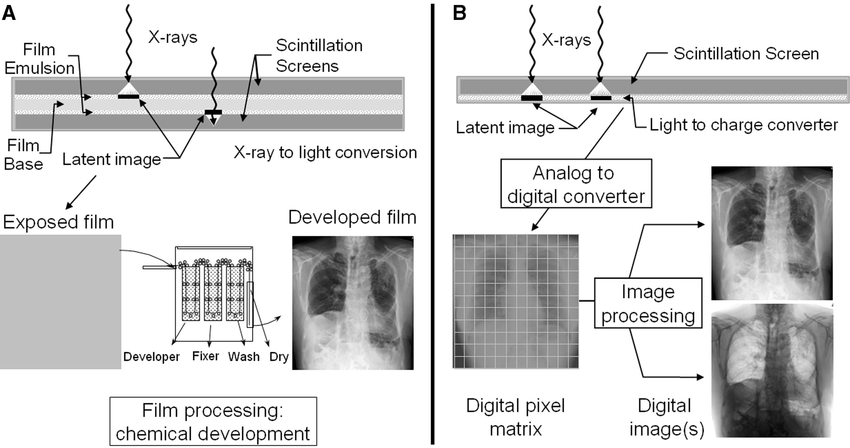 A
X-rays
Film
Emulsion
Scintillation
Screens
Film
Base
Latent image
X-ray to light conversion
Exposed film
Developed film
Developer
Fixer
Wash
Dry
Film processing:
chemical development
B
X-rays
Scintillation Screen
Latent image
Light to charge converter
Analog to
digital converter
Image
processing
Digital pixel
matrix
Digital
image(s)